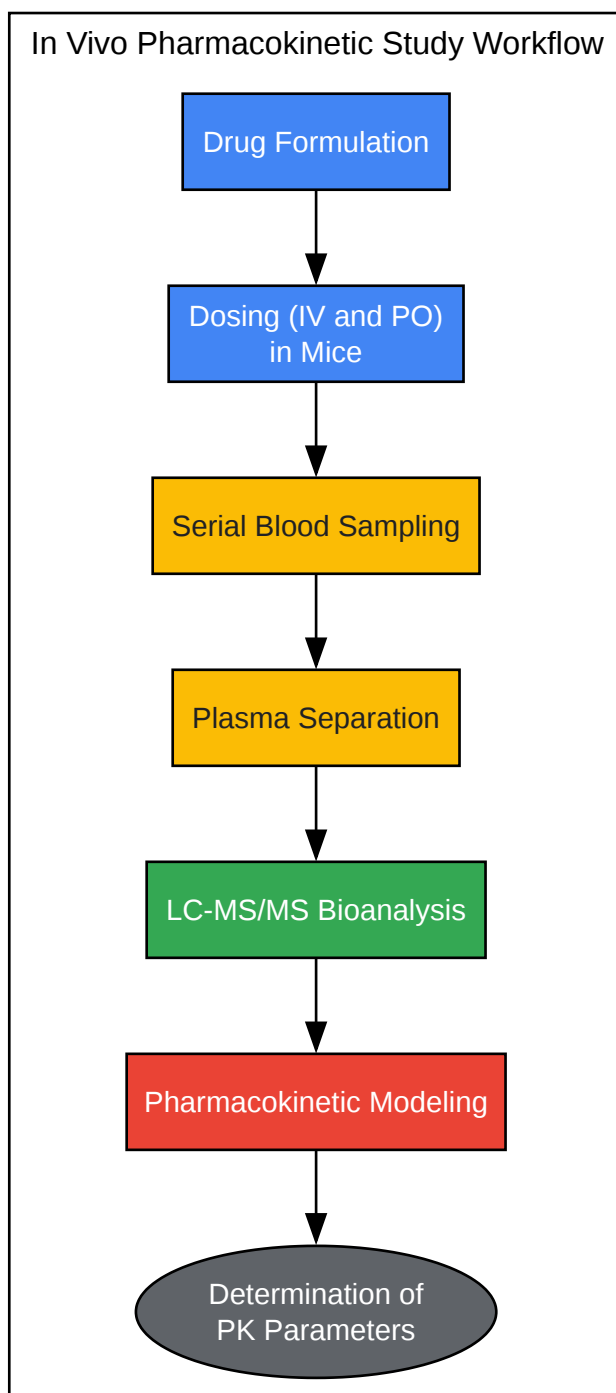 In Vivo Pharmacokinetic Study Workflow
Drug Formulation
Dosing (IV and PO)
in Mice
Serial Blood Sampling
Plasma Separation
LC-MS/MS Bioanalysis
Pharmacokinetic Modeling
Determination of
PK Parameters